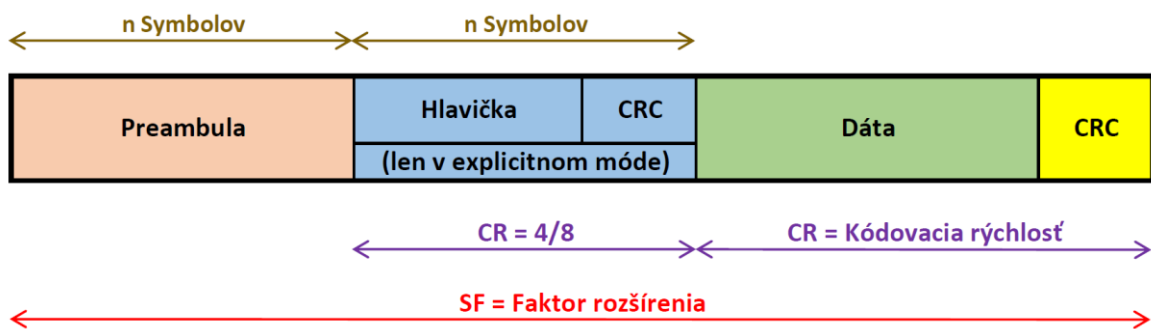 n Symbolov n Symbolov
Preambula Hlavička CRC Dáta CRC
(len v explicitnom móde)
CR = 4/8 CR = Kódovacia rýchlosť
SF = Faktor rozšírenia